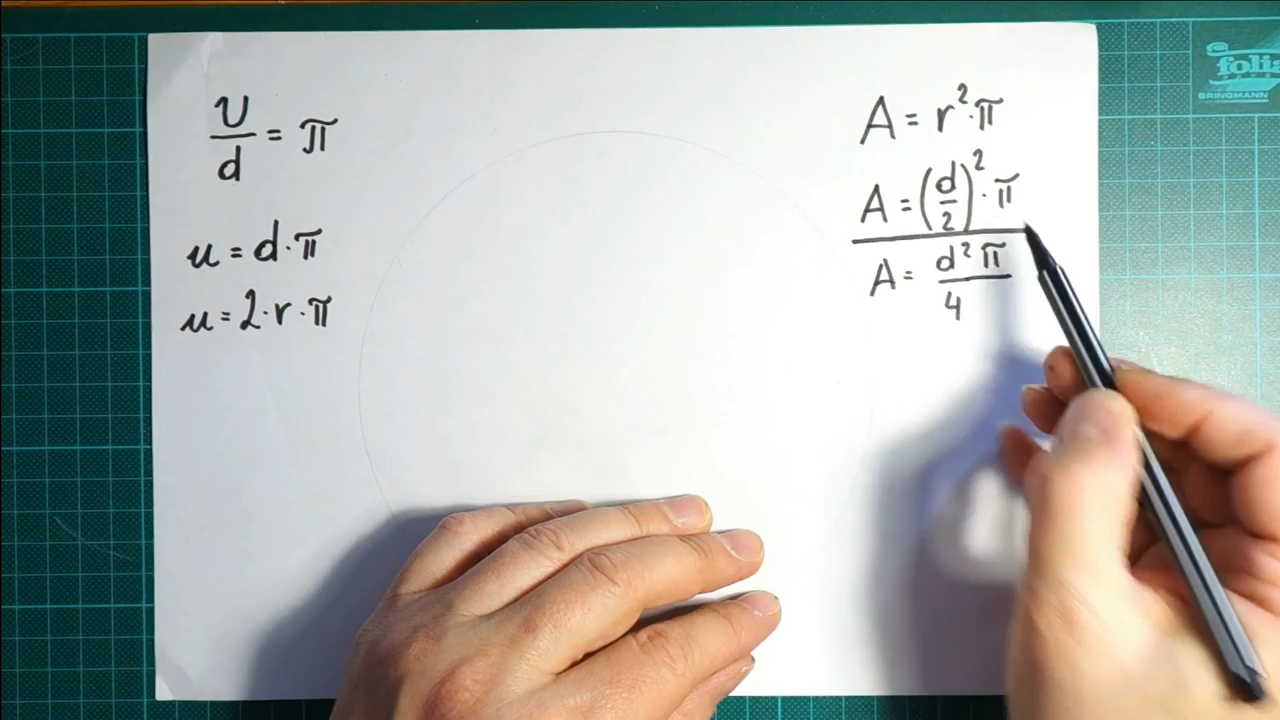 U/d = π
u = d·π
u = 2·r·π
A = r²·π
A = (d/2)²·π
A = d²π/4
folia
BRINGMANN